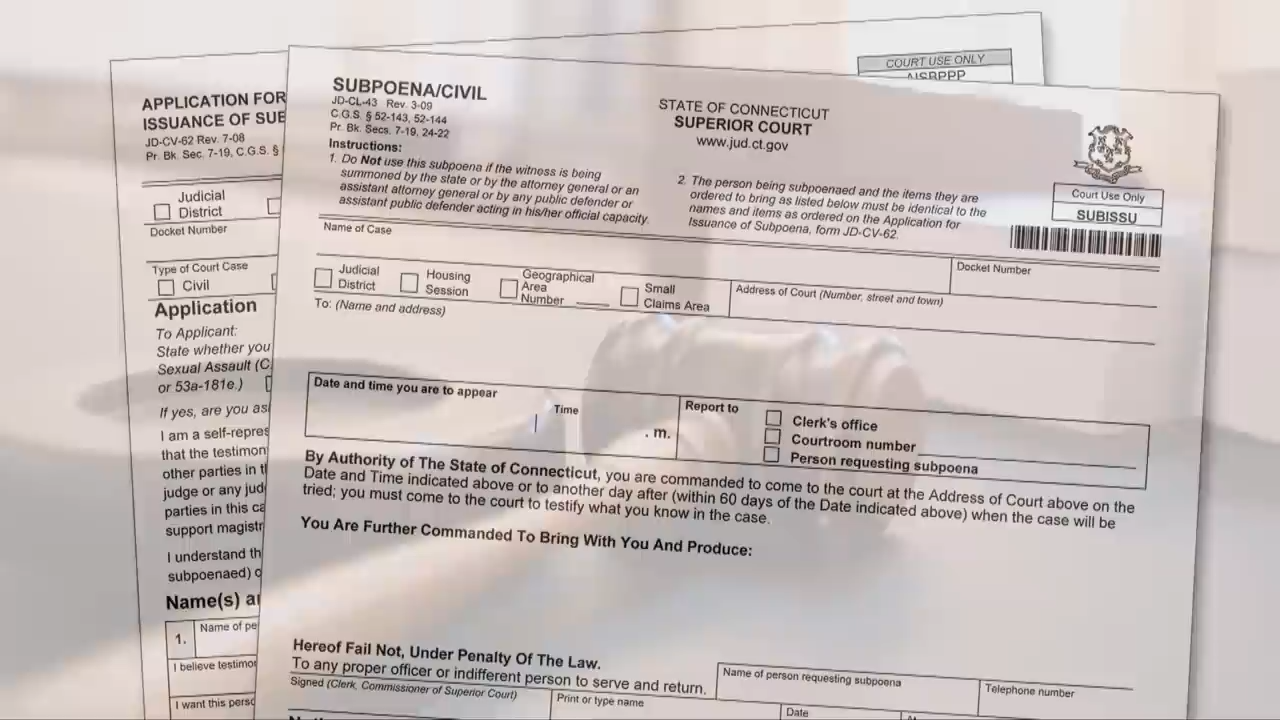 COURT USE ONLY
AISBPPP
APPLICATION FOR
ISSUANCE OF SUE
JD-CV-62 Rev. 7-08
Pr. Bk. Sec. 7-19, C.G.S. §
Judicial
District
Docket Number
Type of Court Case
Civil
Application
To Applicant:
State whether you
Sexual Assault (C
or 53a-181e.)
If yes, are you as
I am a self-repres
that the testimon
other parties in t
judge or any jud
parties in this ca
support magistr
I understand th
subpoenaed) o
Name(s) a
1.
Name of pe
I believe testimo
I want this perso
SUBPOENA/CIVIL
JD-CL-43 Rev. 3-09
C.G.S. § 52-143, 52-144
Pr. Bk. Secs. 7-19, 24-22
STATE OF CONNECTICUT
SUPERIOR COURT
www.jud.ct.gov
Instructions:
1. Do Not use this subpoena if the witness is being
summoned by the state or by the attorney general or an
assistant attorney general or by any public defender or
assistant public defender acting in his/her official capacity.
2. The person being subpoenaed and the items they are
ordered to bring as listed below must be identical to the
names and items as ordered on the Application for
Issuance of Subpoena, form JD-CV-62.
Court Use Only
SUBISSU
Name of Case
Docket Number
Judicial
District
Housing
Session
Geographical
Area
Number
Small
Claims Area
Address of Court (Number, street and town)
To: (Name and address)
Date and time you are to appear
Time
. m.
Report to
Clerk's office
Courtroom number
Person requesting subpoena
By Authority of The State of Connecticut, you are commanded to come to the court at the Address of Court above on the
Date and Time indicated above or to another day after (within 60 days of the Date indicated above) when the case will be
tried; you must come to the court to testify what you know in the case.
You Are Further Commanded To Bring With You And Produce:
Hereof Fail Not, Under Penalty Of The Law.
To any proper officer or indifferent person to serve and return.
Name of person requesting subpoena
Telephone number
Signed (Clerk, Commissioner of Superior Court)
Print or type name
Date